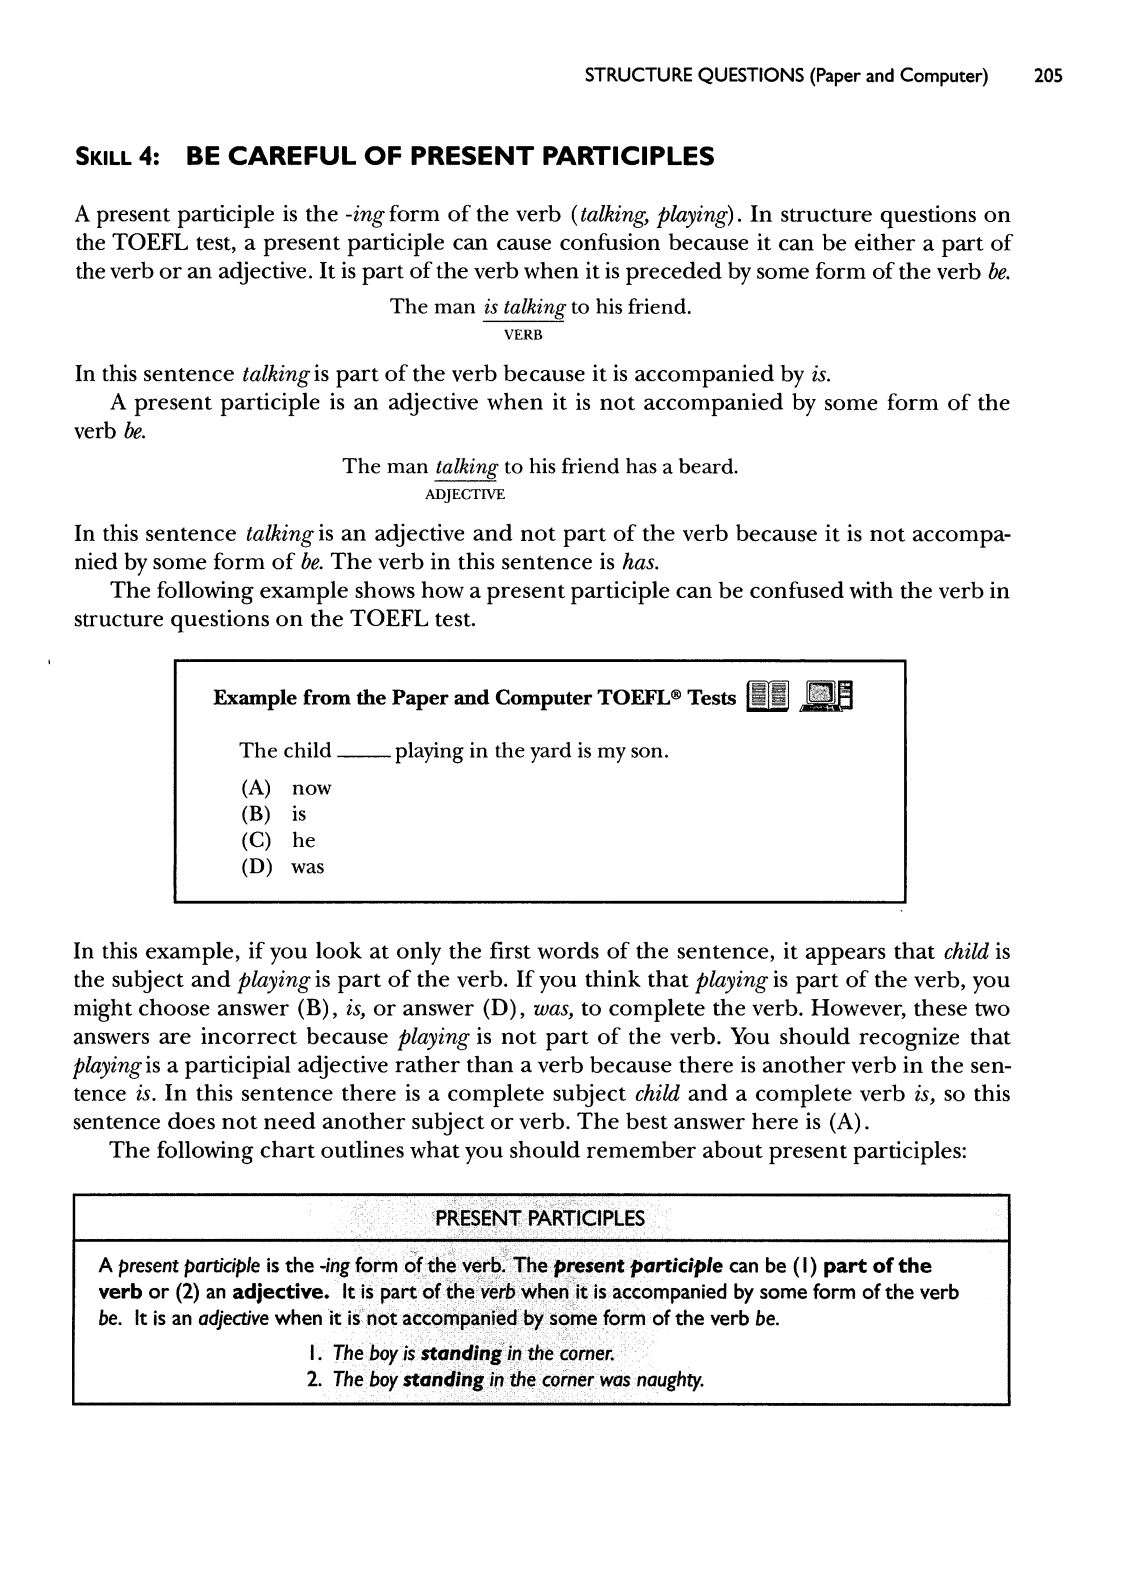 STRUCTURE QUESTIONS (Paper and Computer) 205
SKILL 4: BE CAREFUL OF PRESENT PARTICIPLES
A present participle is the -ing form of the verb (talking, playing). In structure questions on
the TOEFL test, a present participle can cause confusion because it can be either a part of
the verb or an adjective. It is part of the verb when it is preceded by some form of the verb be.
The man is talking to his friend.
VERB
In this sentence talking is part of the verb because it is accompanied by is.
A present participle is an adjective when it is not accompanied by some form of the
verb be.
The man talking to his friend has a beard.
ADJECTIVE
In this sentence talking is an adjective and not part of the verb because it is not accompa-
nied by some form of be. The verb in this sentence is has.
The following example shows how a present participle can be confused with the verb in
structure questions on the TOEFL test.
Example from the Paper and Computer TOEFL® Tests
The child _____ playing in the yard is my son.
(A) now
(B) is
(C) he
(D) was
In this example, if you look at only the first words of the sentence, it appears that child is
the subject and playing is part of the verb. If you think that playing is part of the verb, you
might choose answer (B), is, or answer (D), was, to complete the verb. However, these two
answers are incorrect because playing is not part of the verb. You should recognize that
playing is a participial adjective rather than a verb because there is another verb in the sen-
tence is. In this sentence there is a complete subject child and a complete verb is, so this
sentence does not need another subject or verb. The best answer here is (A).
The following chart outlines what you should remember about present participles:
PRESENT PARTICIPLES
A present participle is the -ing form of the verb. The present participle can be (1) part of the
verb or (2) an adjective. It is part of the verb when it is accompanied by some form of the verb
be. It is an adjective when it is not accompanied by some form of the verb be.
1. The boy is standing in the corner.
2. The boy standing in the corner was naughty.